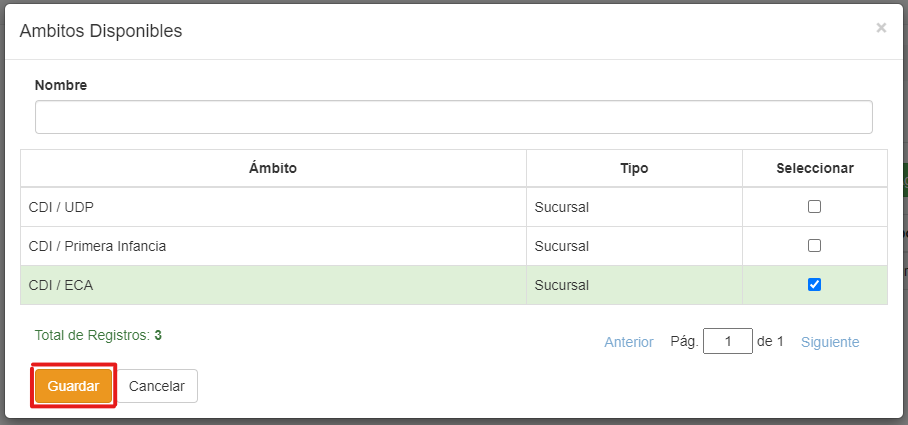 Ambitos Disponibles ×
Nombre
Ámbito Tipo Seleccionar
CDI / UDP Sucursal
CDI / Primera Infancia Sucursal
CDI / ECA Sucursal
Total de Registros: 3
Anterior Pág. 1 de 1 Siguiente
Guardar Cancelar